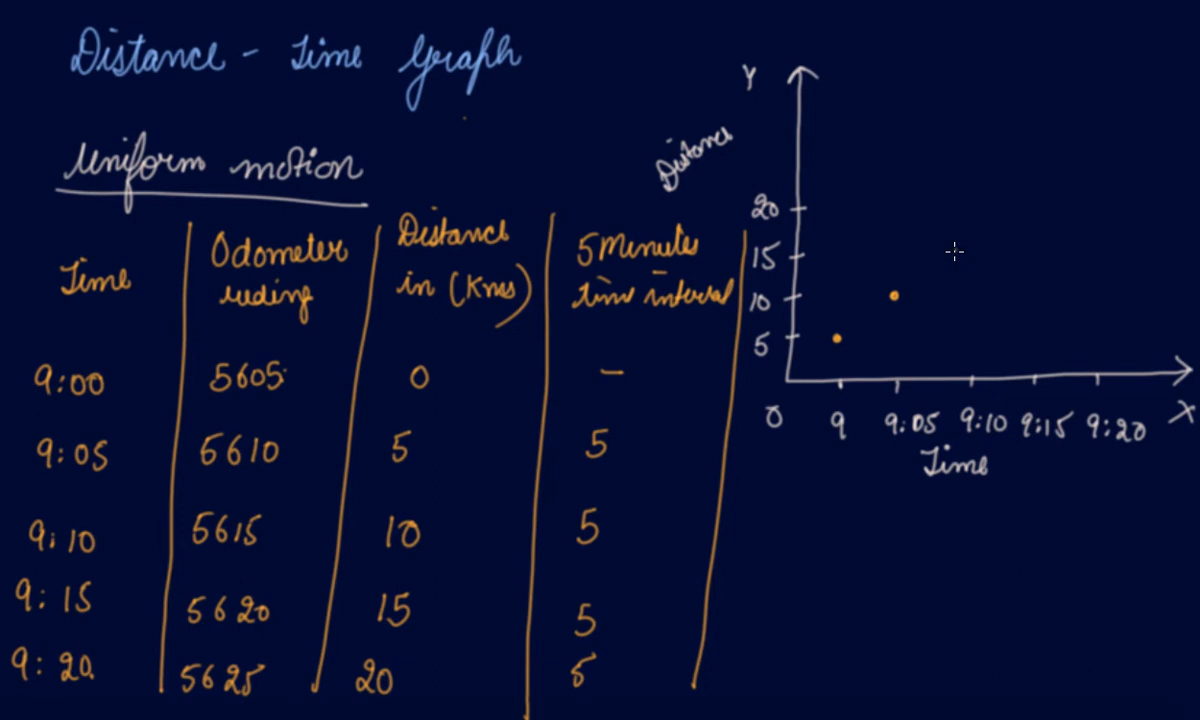 Distance - Time Graph
Uniform motion
Time
Odometer
reding
Distance
in (Kms)
5 Minutes
time interval
9:00 5605 0 -
9:05 5610 5 5
9:10 5615 10 5
9:15 5620 15 5
9:20 5625 20 5
Y
Distance
20
15
10
5
0 9 9:05 9:10 9:15 9:20 X
Time